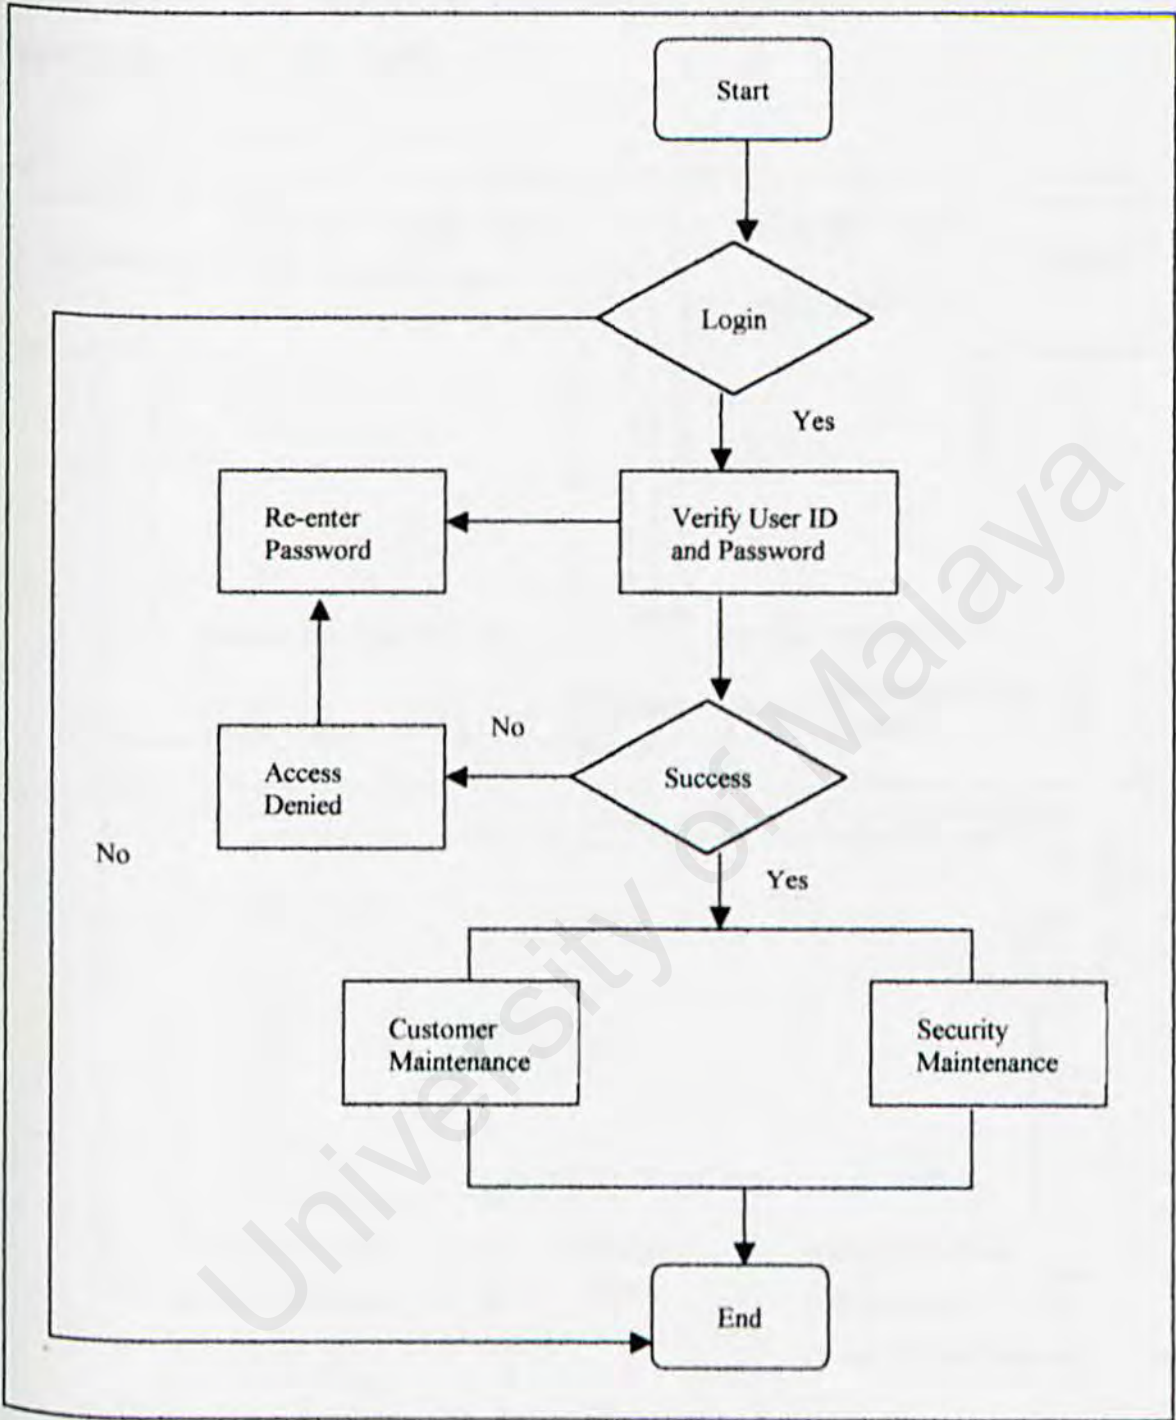 Start
Login
Yes
Re-enter
Password
Verify User ID
and Password
No
Access
Denied
Success
No
Yes
Customer
Maintenance
Security
Maintenance
End
University of Malaya